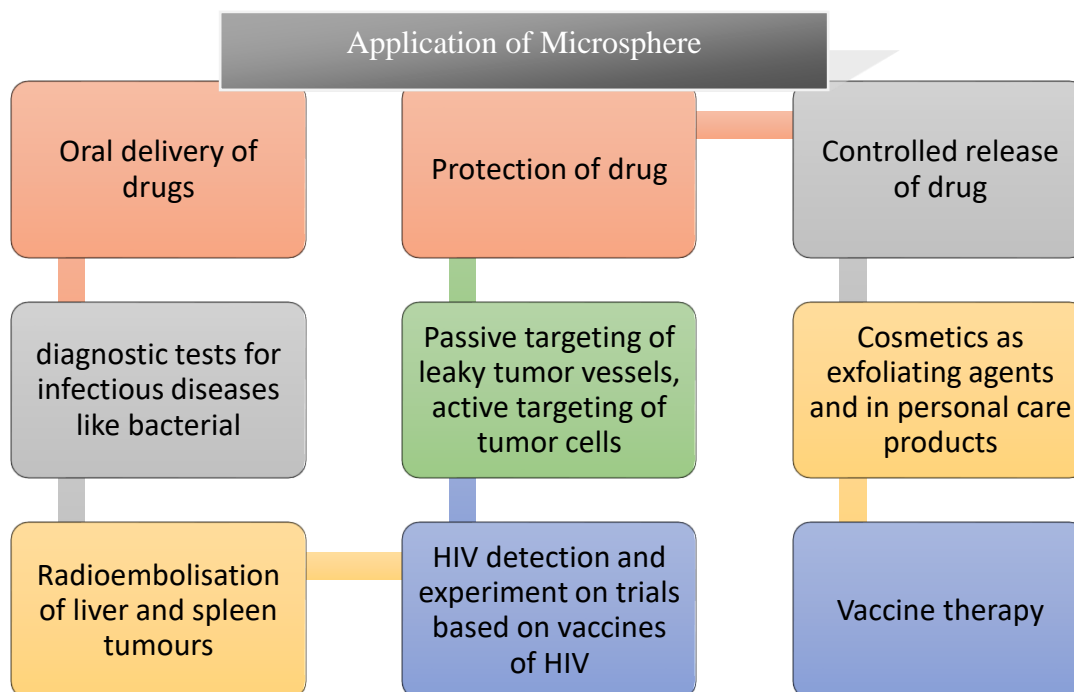 Application of Microsphere
Oral delivery of
drugs
diagnostic tests for
infectious diseases
like bacterial
Radioembolisation
of liver and spleen
tumours
HIV detection and
experiment on trials
based on vaccines
of HIV
Passive targeting of
leaky tumor vessels,
active targeting of
tumor cells
Protection of drug
Controlled release
of drug
Cosmetics as
exfoliating agents
and in personal care
products
Vaccine therapy